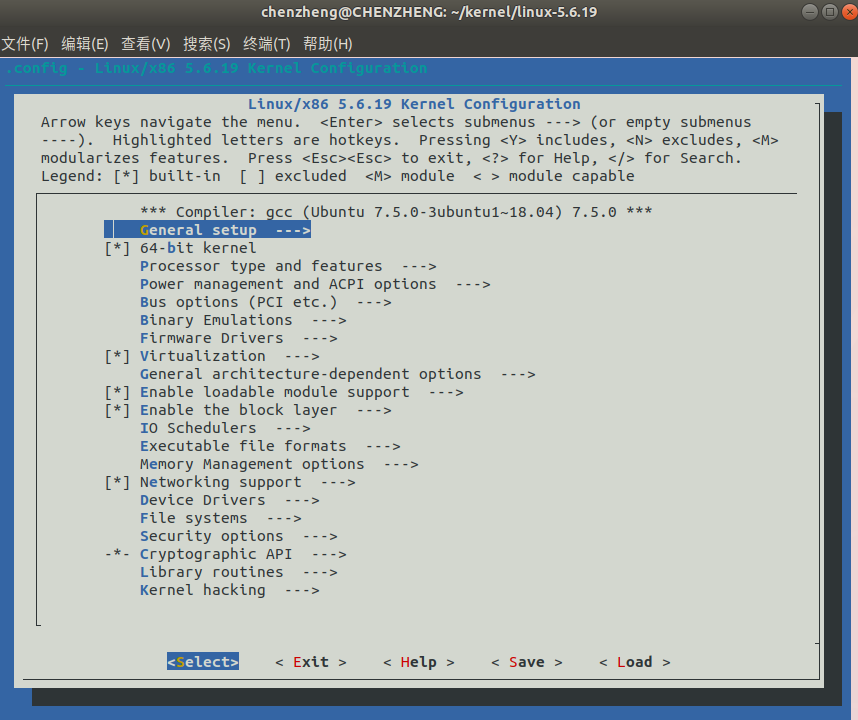 chenzheng@CHENZHENG: ~/kernel/linux-5.6.19
文件(F) 编辑(E) 查看(V) 搜索(S) 终端(T) 帮助(H)
.config - Linux/x86 5.6.19 Kernel Configuration
Linux/x86 5.6.19 Kernel Configuration
Arrow keys navigate the menu.  <Enter> selects submenus ---> (or empty submenus
----).  Highlighted letters are hotkeys.  Pressing <Y> includes, <N> excludes, <M>
modularizes features.  Press <Esc><Esc> to exit, <?> for Help, </> for Search.
Legend: [*] built-in  [ ] excluded  <M> module  < > module capable
*** Compiler: gcc (Ubuntu 7.5.0-3ubuntu1~18.04) 7.5.0 ***
General setup  --->
[*] 64-bit kernel
Processor type and features  --->
Power management and ACPI options  --->
Bus options (PCI etc.)  --->
Binary Emulations  --->
Firmware Drivers  --->
[*] Virtualization  --->
General architecture-dependent options  --->
[*] Enable loadable module support  --->
[*] Enable the block layer  --->
IO Schedulers  --->
Executable file formats  --->
Memory Management options  --->
[*] Networking support  --->
Device Drivers  --->
File systems  --->
Security options  --->
-*- Cryptographic API  --->
Library routines  --->
Kernel hacking  --->
<Select>    < Exit >    < Help >    < Save >    < Load >